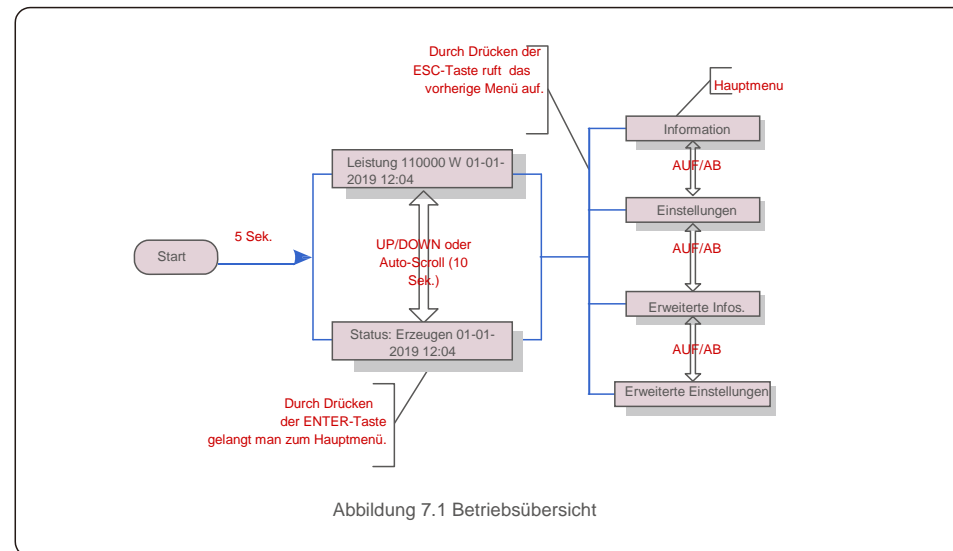 Durch Drücken der
ESC-Taste ruft das
vorherige Menü auf.
Hauptmenu
Information
Leistung 110000 W 01-01-
2019 12:04
AUF/AB
Einstellungen
5 Sek.
UP/DOWN oder
Auto-Scroll (10
Sek.)
Start
AUF/AB
Erweiterte Infos.
Status: Erzeugen 01-01-
2019 12:04
AUF/AB
Erweiterte Einstellungen
Durch Drücken
der ENTER-Taste
gelangt man zum Hauptmenü.
Abbildung 7.1 Betriebsübersicht